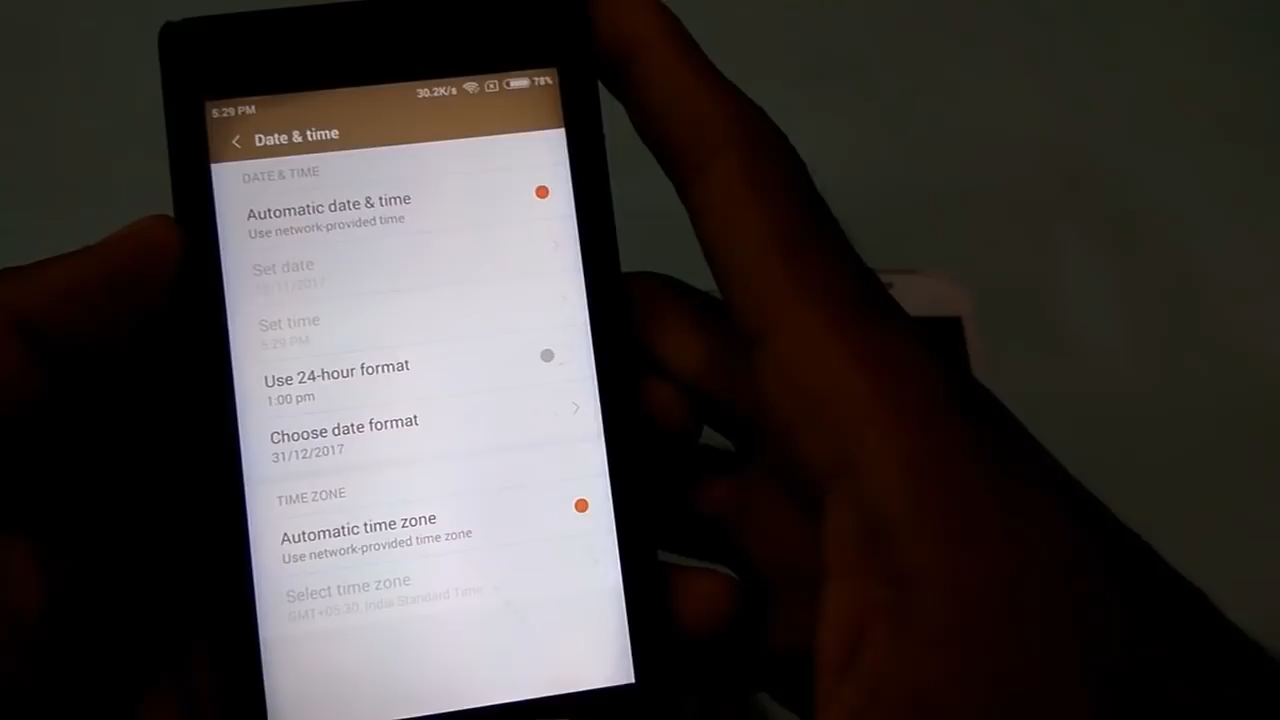 5:29 PM 30.2K/s 78%
Date & time
DATE & TIME
Automatic date & time
Use network-provided time
Set date
/11/2017
Set time
5:29 PM
Use 24-hour format
1:00 pm
Choose date format
31/12/2017
TIME ZONE
Automatic time zone
Use network-provided time zone
Select time zone
GMT+05:30, India Standard Time